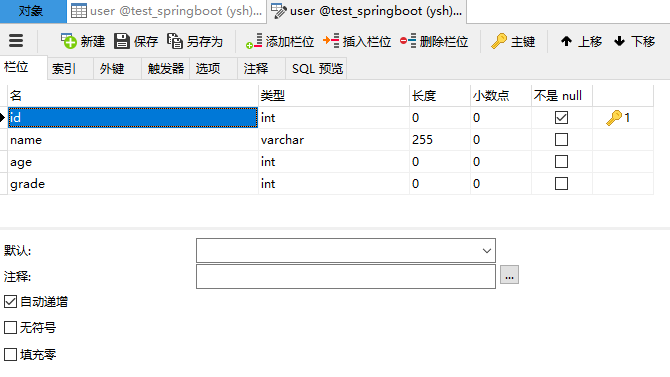 对象 user @test_springboot (ysh)... user @test_springboot (ysh)...
新建 保存 另存为 添加栏位 插入栏位 删除栏位 主键 上移 下移
栏位 索引 外键 触发器 选项 注释 SQL 预览
名 类型 长度 小数点 不是 null
id int 0 0 1
name varchar 255 0
age int 0 0
grade int 0 0
默认:
注释: ...
自动递增
无符号
填充零